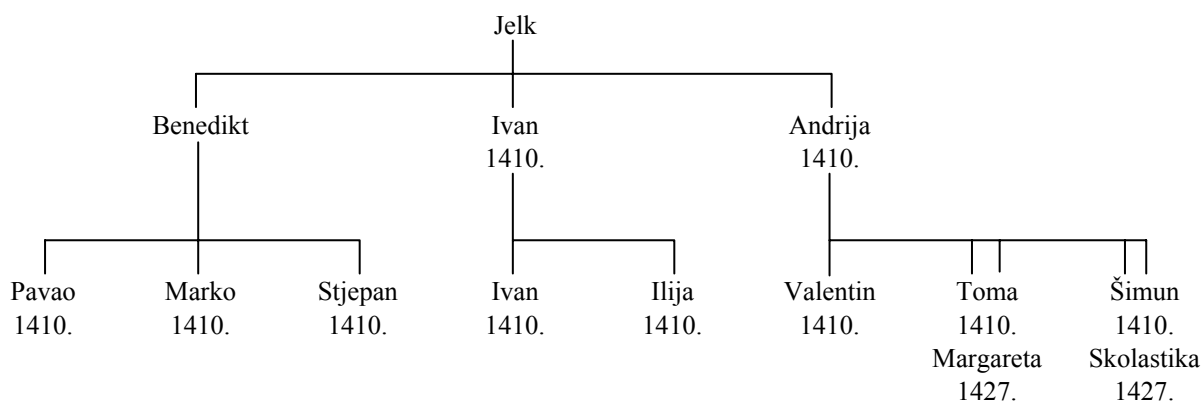 Jelk
Benedikt Ivan Andrija
1410. 1410.
Pavao Marko Stjepan Ivan Ilija Valentin Toma Šimun
1410. 1410. 1410. 1410. 1410. 1410. 1410. 1410.
Margareta Skolastika
1427. 1427.